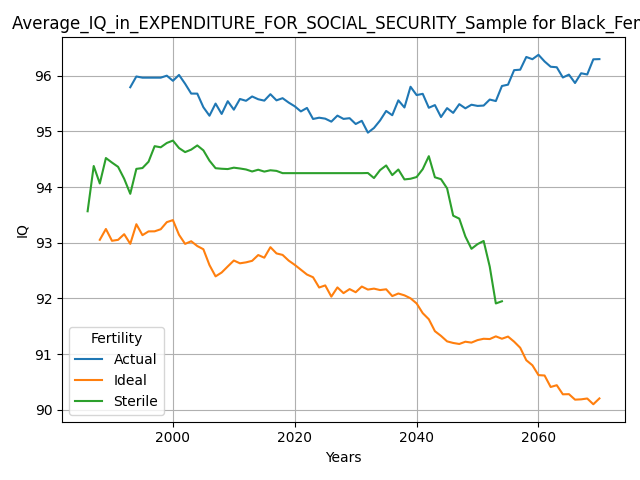 Average_IQ_in_EXPENDITURE_FOR_SOCIAL_SECURITY_Sample for Black_Fem
IQ
96
95
94
93
92
91
90
Fertility
Actual
Ideal
Sterile
2000
2020
2040
2060
Years